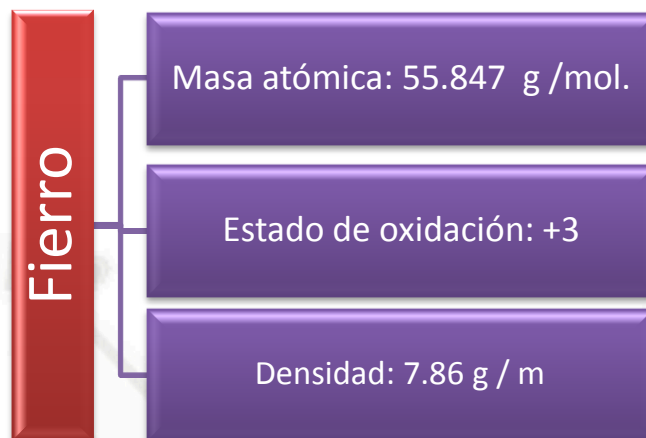 Fierro
Masa atómica: 55.847 g /mol.
Estado de oxidación: +3
Densidad: 7.86 g / m